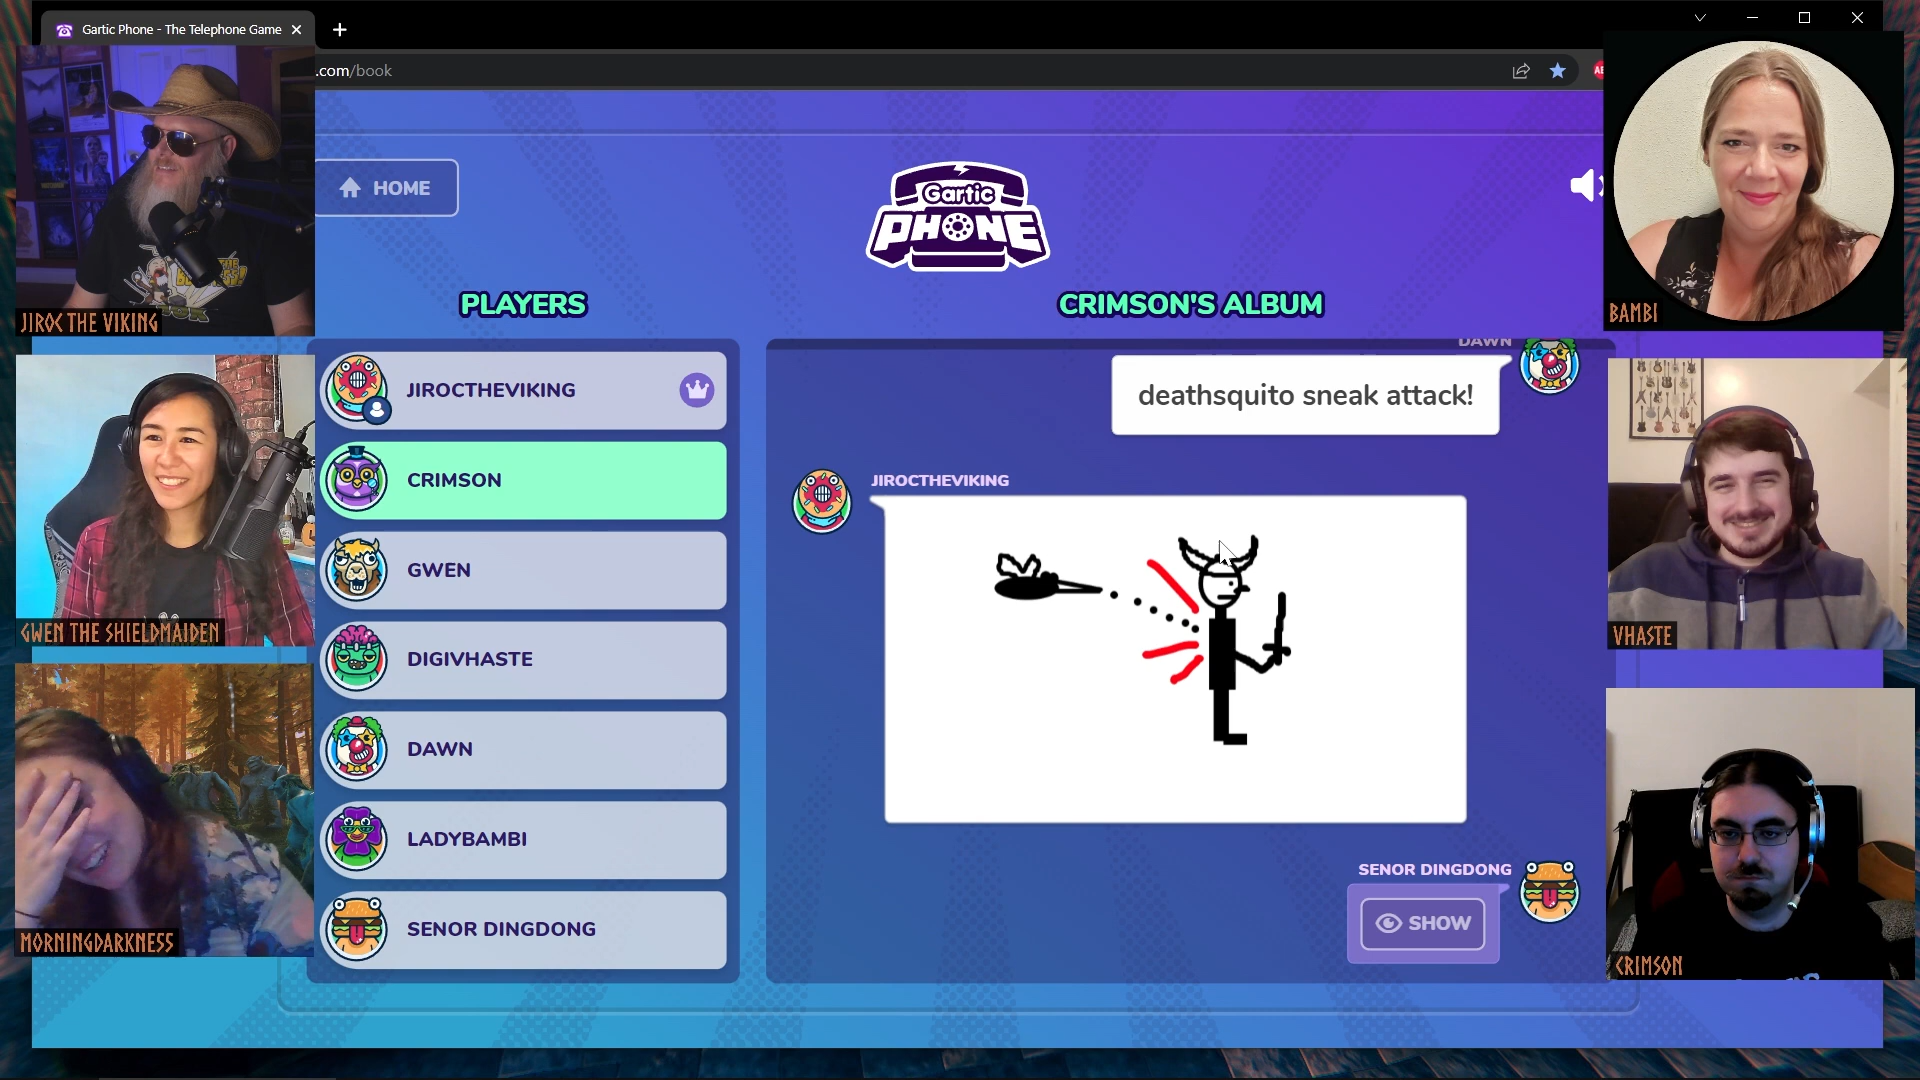 Gartic Phone - The Telephone Game
.com/book
HOME
Gartic
PHONE
PLAYERS
CRIMSON'S ALBUM
JIROCTHEVIKING
CRIMSON
GWEN
DIGIVHASTE
DAWN
LADYBAMBI
SENOR DINGDONG
DAWN
deathsquito sneak attack!
JIROCTHEVIKING
SENOR DINGDONG
SHOW
JIROC THE VIKING
GWEN THE SHIELDMAIDEN
MORNINGDARKNESS
BAMBI
VHASTE
CRIMSON